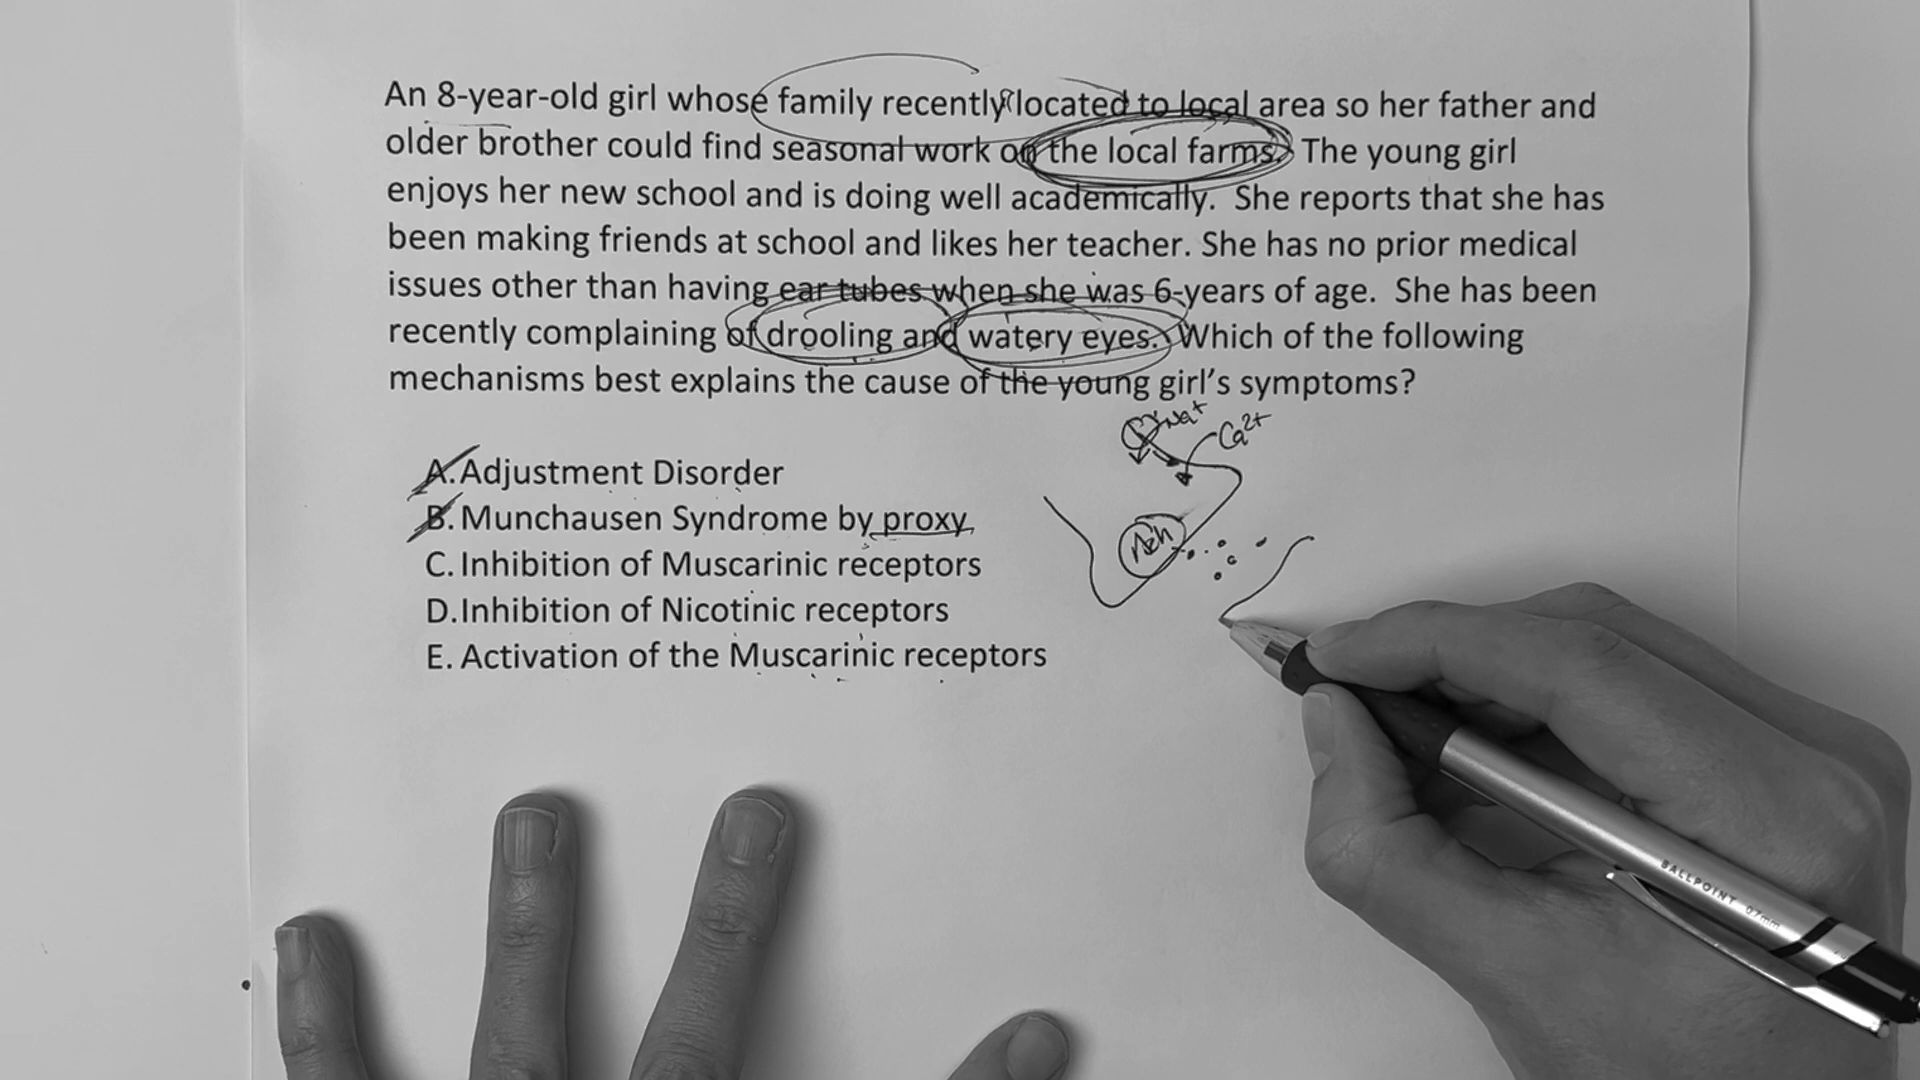 An 8-year-old girl whose family recently located to local area so her father and
older brother could find seasonal work on the local farms. The young girl
enjoys her new school and is doing well academically. She reports that she has
been making friends at school and likes her teacher. She has no prior medical
issues other than having ear tubes when she was 6-years of age. She has been
recently complaining of drooling and watery eyes. Which of the following
mechanisms best explains the cause of the young girl's symptoms?
Na+
Ca2+
A. Adjustment Disorder
B. Munchausen Syndrome by proxy
C. Inhibition of Muscarinic receptors
ACh
D. Inhibition of Nicotinic receptors
E. Activation of the Muscarinic receptors
BALLPOINT 0.7mm